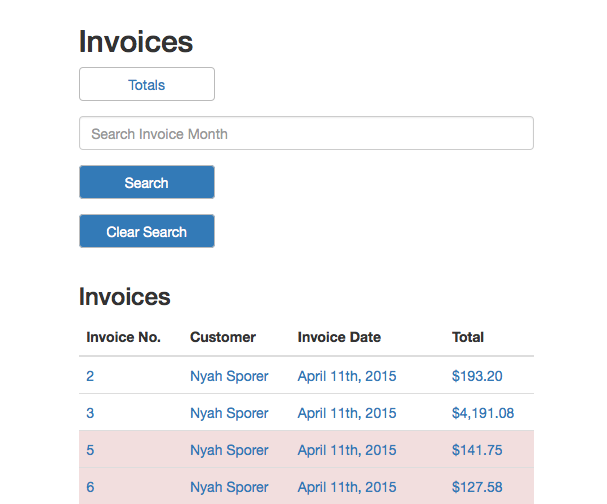 Invoices
Totals
Search Invoice Month
Search
Clear Search
Invoices
Invoice No. Customer Invoice Date Total
2 Nyah Sporer April 11th, 2015 $193.20
3 Nyah Sporer April 11th, 2015 $4,191.08
5 Nyah Sporer April 11th, 2015 $141.75
6 Nyah Sporer April 11th, 2015 $127.58